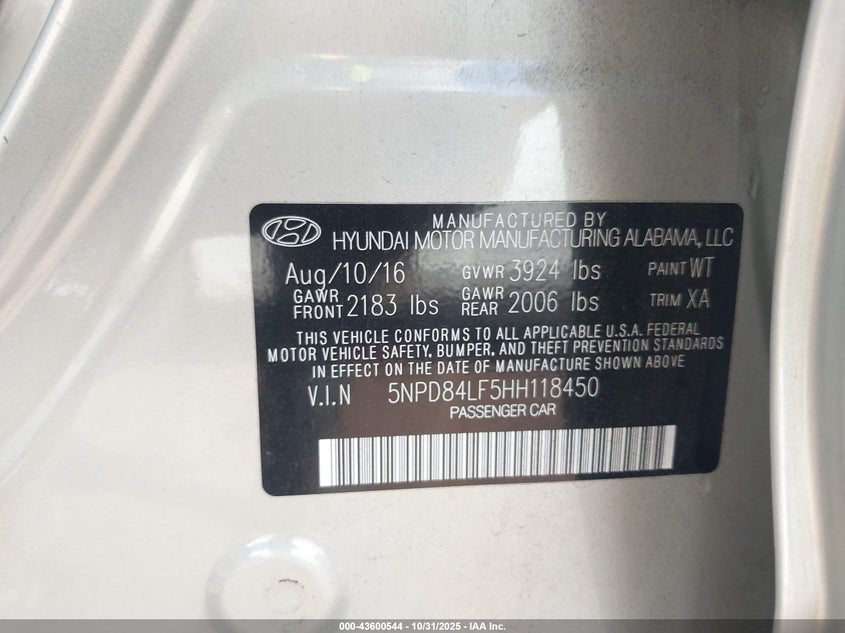 MANUFACTURED BY
HYUNDAI MOTOR MANUFACTURING ALABAMA, LLC
Aug/10/16 GVWR 3924 lbs PAINT WT
GAWR FRONT 2183 lbs GAWR REAR 2006 lbs TRIM XA
THIS VEHICLE CONFORMS TO ALL APPLICABLE U.S.A. FEDERAL
MOTOR VEHICLE SAFETY, BUMPER, AND THEFT PREVENTION STANDARDS
IN EFFECT ON THE DATE OF MANUFACTURE SHOWN ABOVE
V.I.N 5NPD84LF5HH118450
PASSENGER CAR
000-43600544 - 10/31/2025 - IAA Inc.